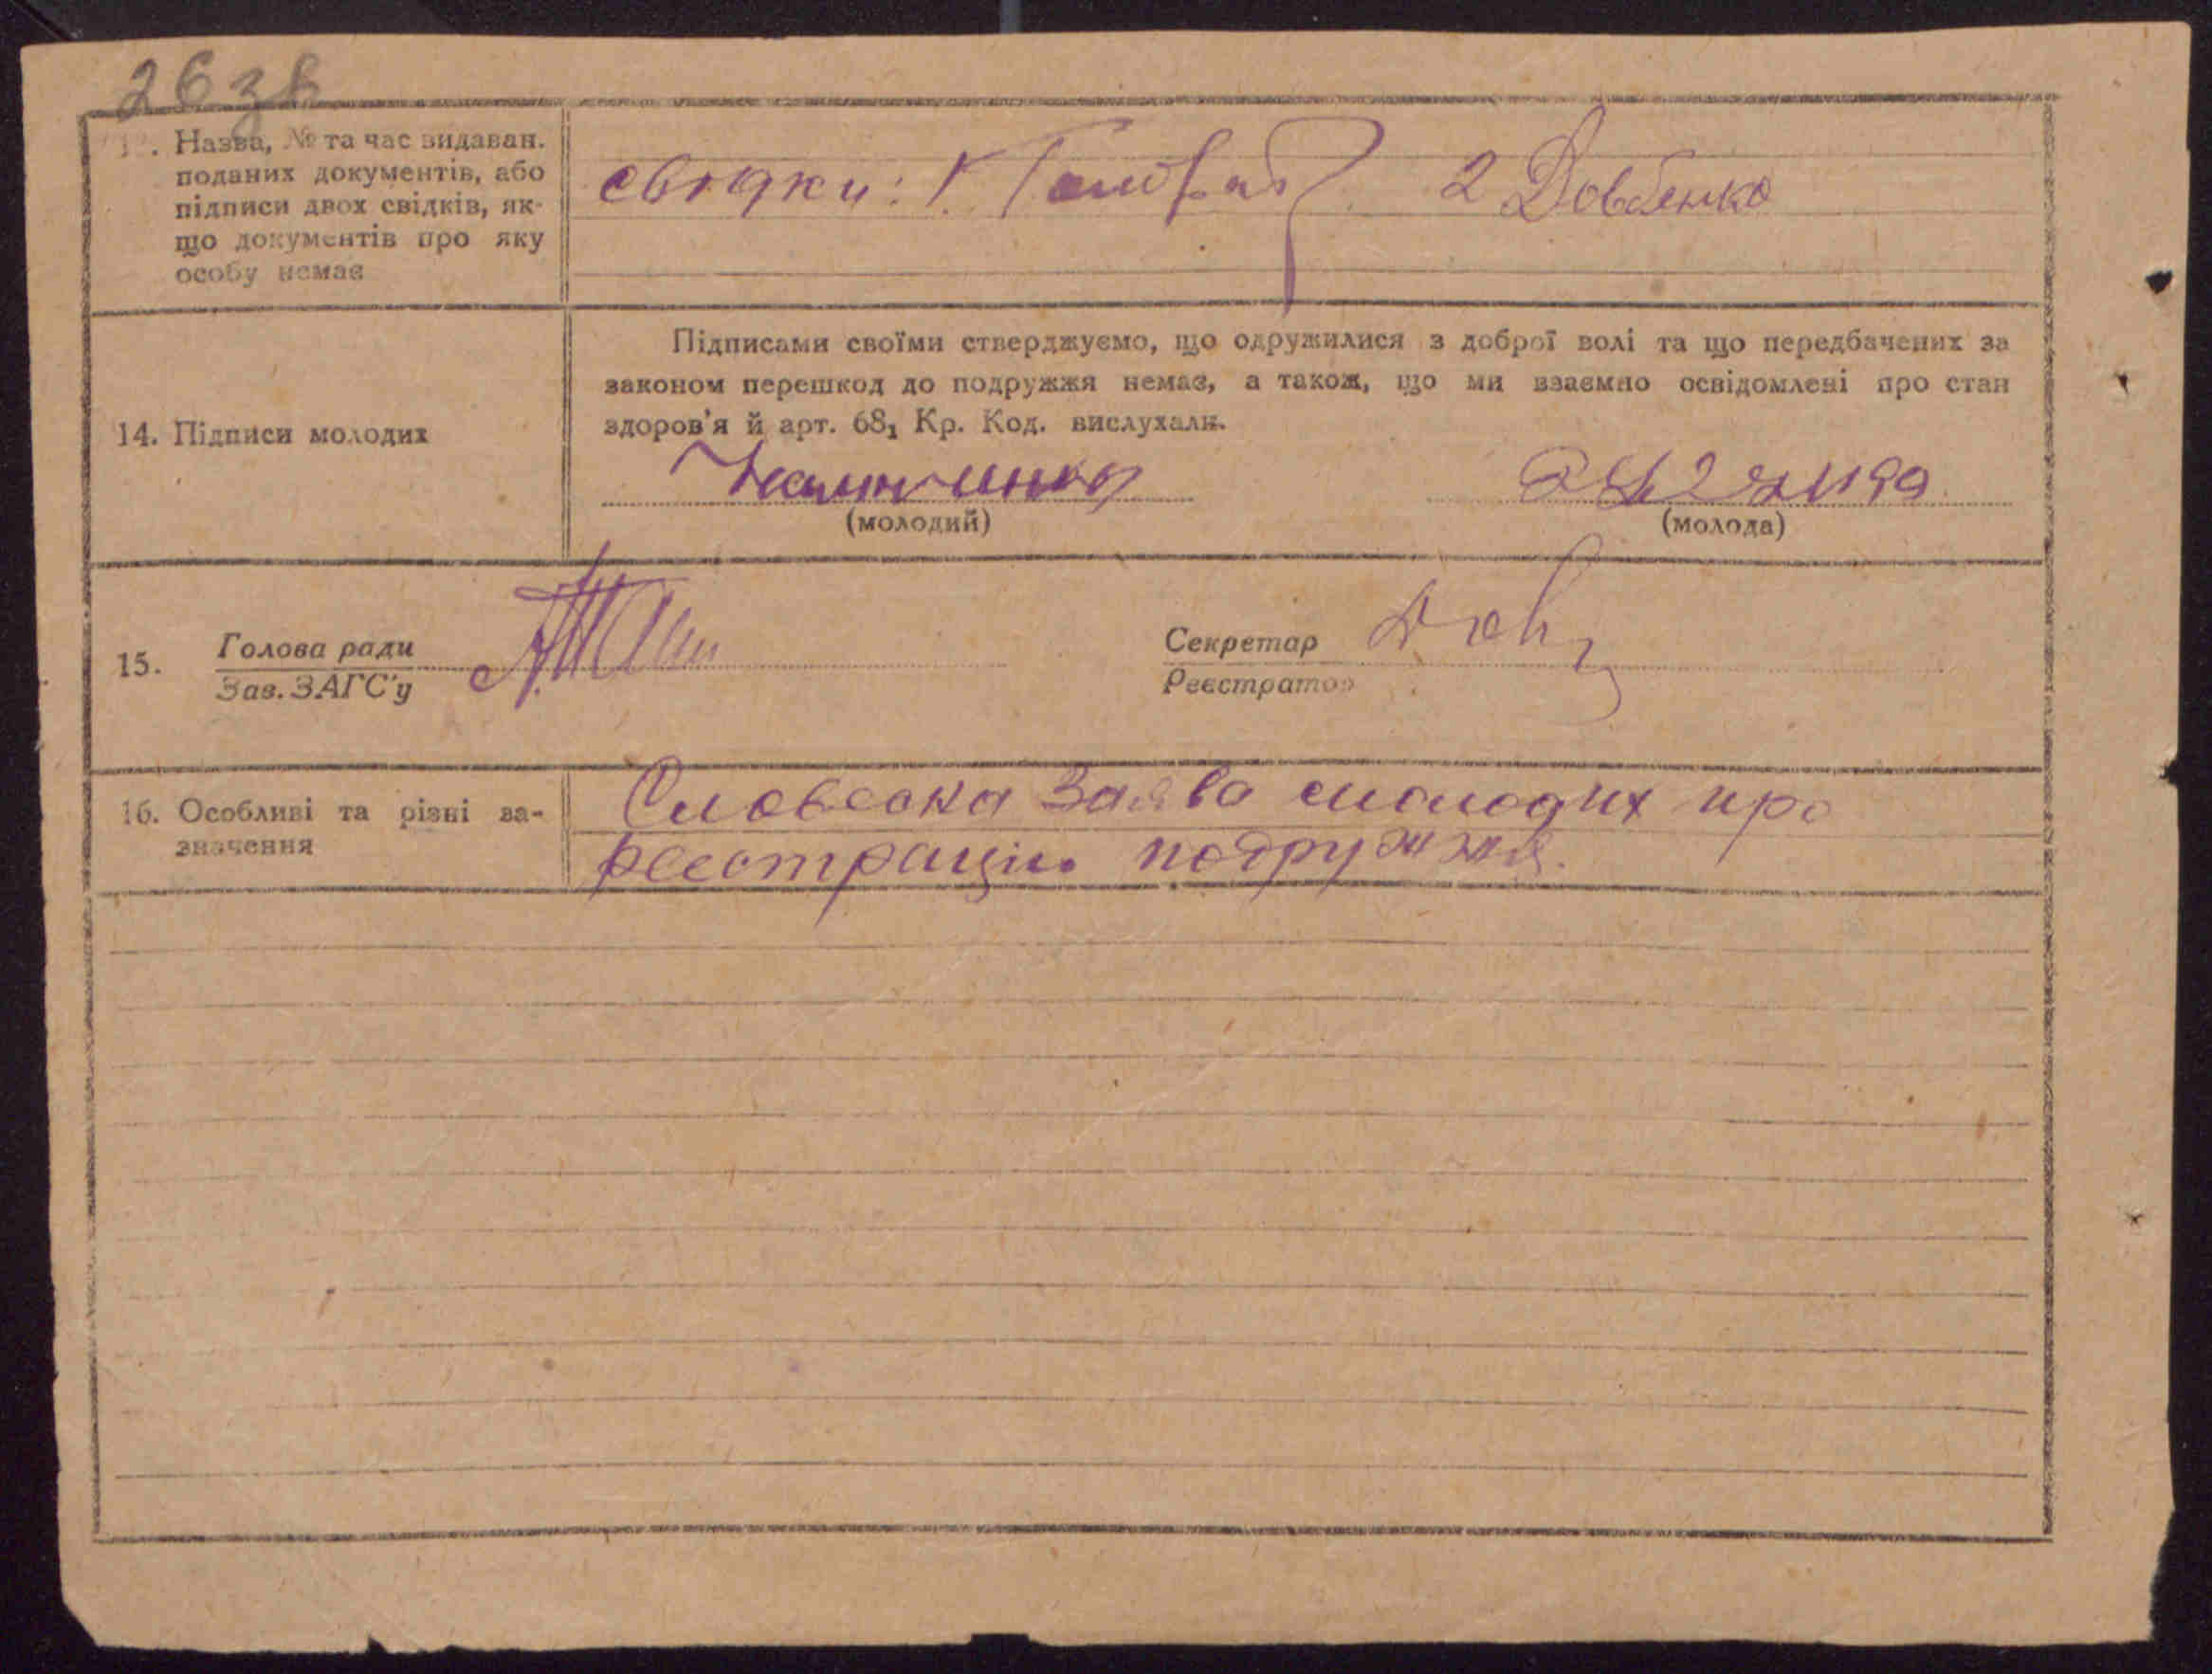 26 зв
13. Назва, № та час видаван.
поданих документів, або
підписи двох свідків, як-
що документів про яку
особу немає
свідки: 1. 2 Довбенко
Підписами своїми стверджуємо, що одружилися з доброї волі та що передбачених за
законом перешкод до подружжя немає, а також, що ми взаємно освідомлені про стан
здоров'я й арт. 68₁ Кр. Код. вислухали.
14. Підписи молодих
(молодий) (молода)
15. Голова ради
Зав. ЗАГС'у
Секретар
Реєстратор
16. Особливі та різні за-
значення
Словесна заява молодих про
реєстрацію подружжя.